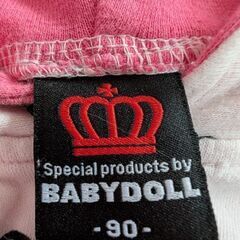 Special products by
BABYDOLL
-90-